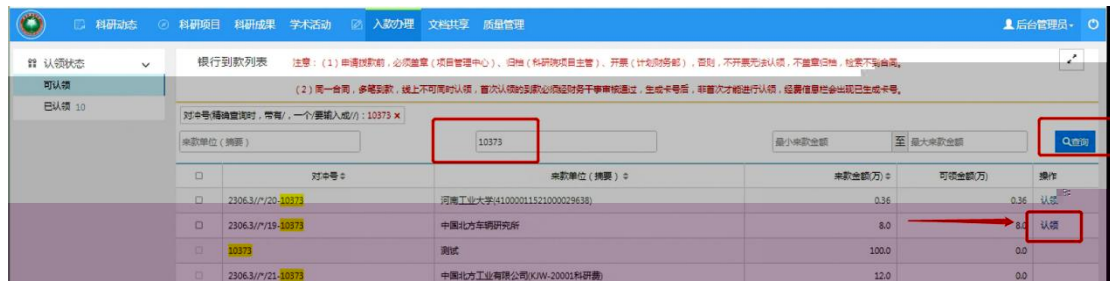 科研动态 科研项目 科研成果 学术活动 入款办理 文档共享 质量管理 后台管理员
认领状态
可认领
已认领 10
银行到款列表 注意：（1）申请拨款前，必须盖章（项目管理中心）、归档（科研院项目主管）、开票（计划财务部），否则，不开票无法认领，不盖章归档，检索不到合同。
（2）同一合同，多笔到款，线上不可同时认领，首次认领的到款必须经财务干事审核通过，生成卡号后，非首次才能进行认领，经费信息栏会出现已生成卡号。
对冲号(精确查询时，带有/，一个/要输入成//)：10373 ×
来款单位（摘要） 10373 最小来款金额 至 最大来款金额 查询
对冲号 来款单位（摘要） 来款金额(万) 可领金额(万) 操作
2306.3//*/20-10373 河南工业大学(41000011521000029638) 0.36 0.36 认领
2306.3//*/19-10373 中国北方车辆研究所 8.0 8.0 认领
10373 测试 100.0 0.0
2306.3//*/21-10373 中国北方工业有限公司(KJW-20001科研费) 12.0 0.0